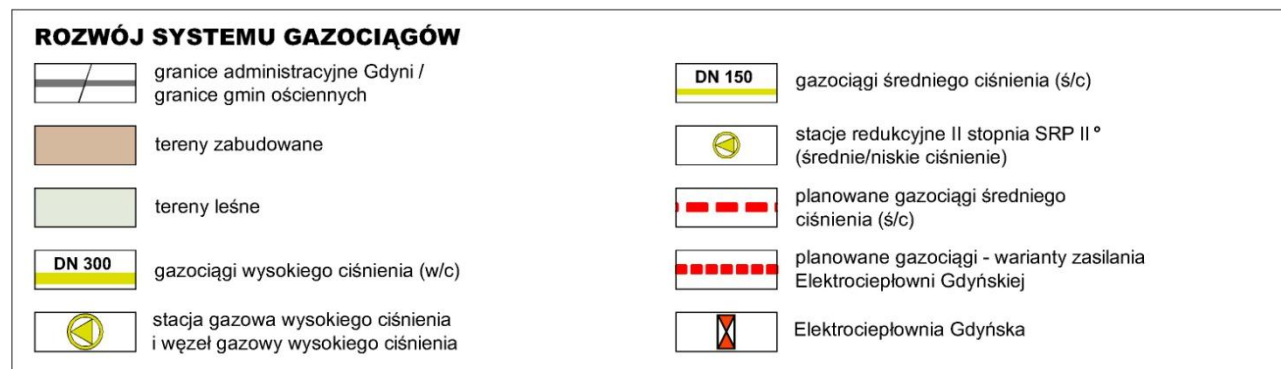 ROZWÓJ SYSTEMU GAZOCIĄGÓW
granice administracyjne Gdyni /
granice gmin ościennych
tereny zabudowane
tereny leśne
DN 300
gazociągi wysokiego ciśnienia (w/c)
stacja gazowa wysokiego ciśnienia
i węzeł gazowy wysokiego ciśnienia
DN 150
gazociągi średniego ciśnienia (ś/c)
stacje redukcyjne II stopnia SRP II°
(średnie/niskie ciśnienie)
planowane gazociągi średniego
ciśnienia (ś/c)
planowane gazociągi - warianty zasilania
Elektrociepłowni Gdyńskiej
Elektrociepłownia Gdyńska